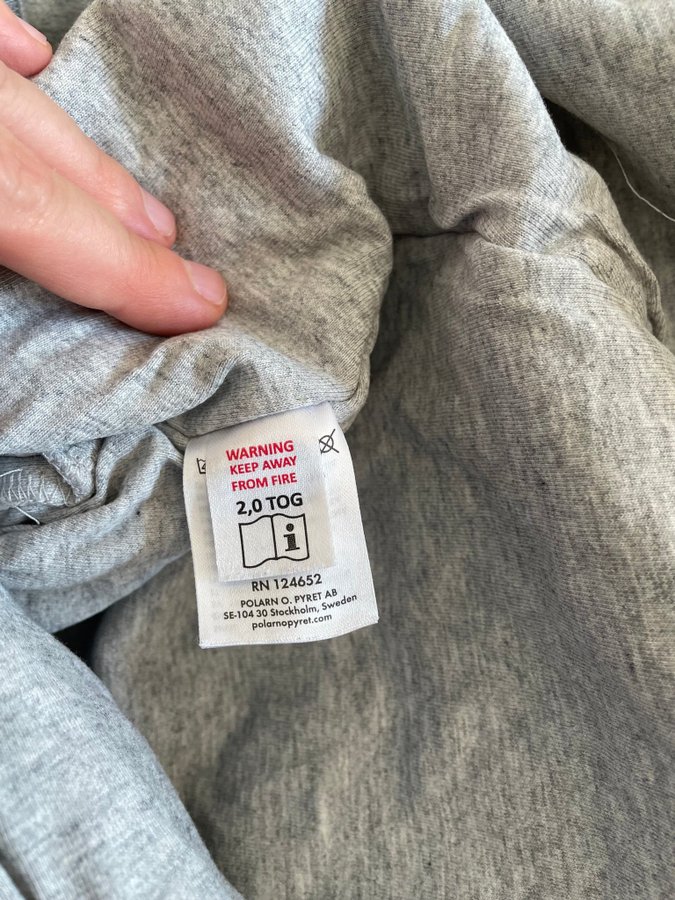 WARNING
KEEP AWAY
FROM FIRE
2,0 TOG
RN 124652
POLARN O. PYRET AB
SE-104 30 Stockholm, Sweden
polarnopyret.com